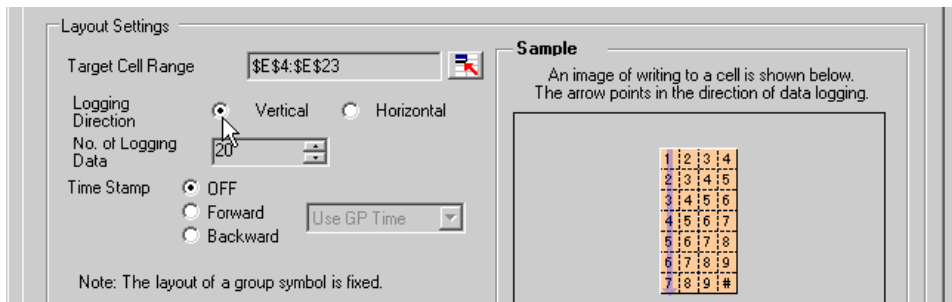 Layout Settings
Target Cell Range $E$4:$E$23
Logging Direction Vertical Horizontal
No. of Logging Data 20
Time Stamp OFF
Forward Use GP Time
Backward
Note: The layout of a group symbol is fixed.
Sample
An image of writing to a cell is shown below.
The arrow points in the direction of data logging.
1 2 3 4
2 3 4 5
3 4 5 6
4 5 6 7
5 6 7 8
6 7 8 9
7 8 9 #